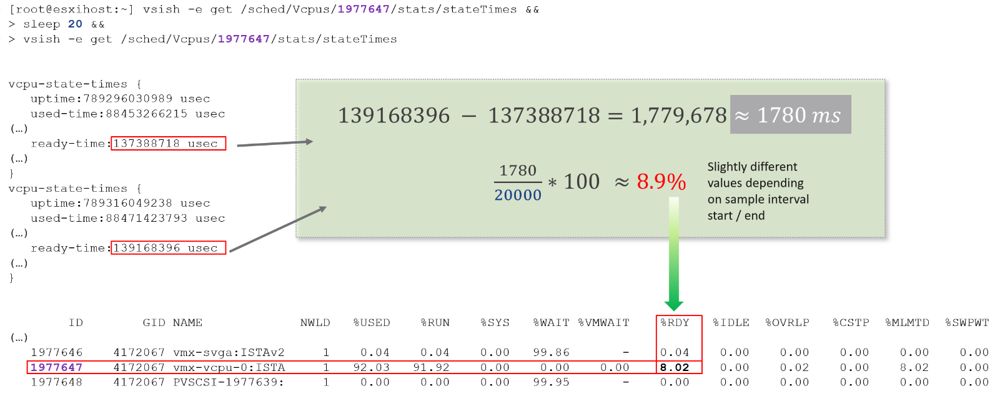 [root@esxihost:~] vsish -e get /sched/Vcpus/1977647/stats/stateTimes &&
> sleep 20 &&
> vsish -e get /sched/Vcpus/1977647/stats/stateTimes
vcpu-state-times {
uptime:789296030989 usec
used-time:88453266215 usec
(…)
ready-time:137388718 usec
(…)
}
vcpu-state-times {
uptime:789316049238 usec
used-time:88471423793 usec
(…)
ready-time:139168396 usec
(…)
}
139168396 − 137388718 = 1,779,678 ≈ 1780 ms
1780
20000
∗ 100 ≈ 8.9%
Slightly different
values depending
on sample interval
start / end
ID GID NAME NWLD %USED %RUN %SYS %WAIT %VMWAIT %RDY %IDLE %OVRLP %CSTP %MLMTD %SWPWT
(…)
1977646 4172067 vmx-svga:ISTAv2 1 0.04 0.04 0.00 99.86 - 0.04 0.00 0.00 0.00 0.00 0.00
1977647 4172067 vmx-vcpu-0:ISTA 1 92.03 91.92 0.00 0.00 0.00 8.02 0.00 0.02 0.00 8.02 0.00
1977648 4172067 PVSCSI-1977639: 1 0.00 0.00 0.00 99.95 - 0.00 0.00 0.00 0.00 0.00 0.00